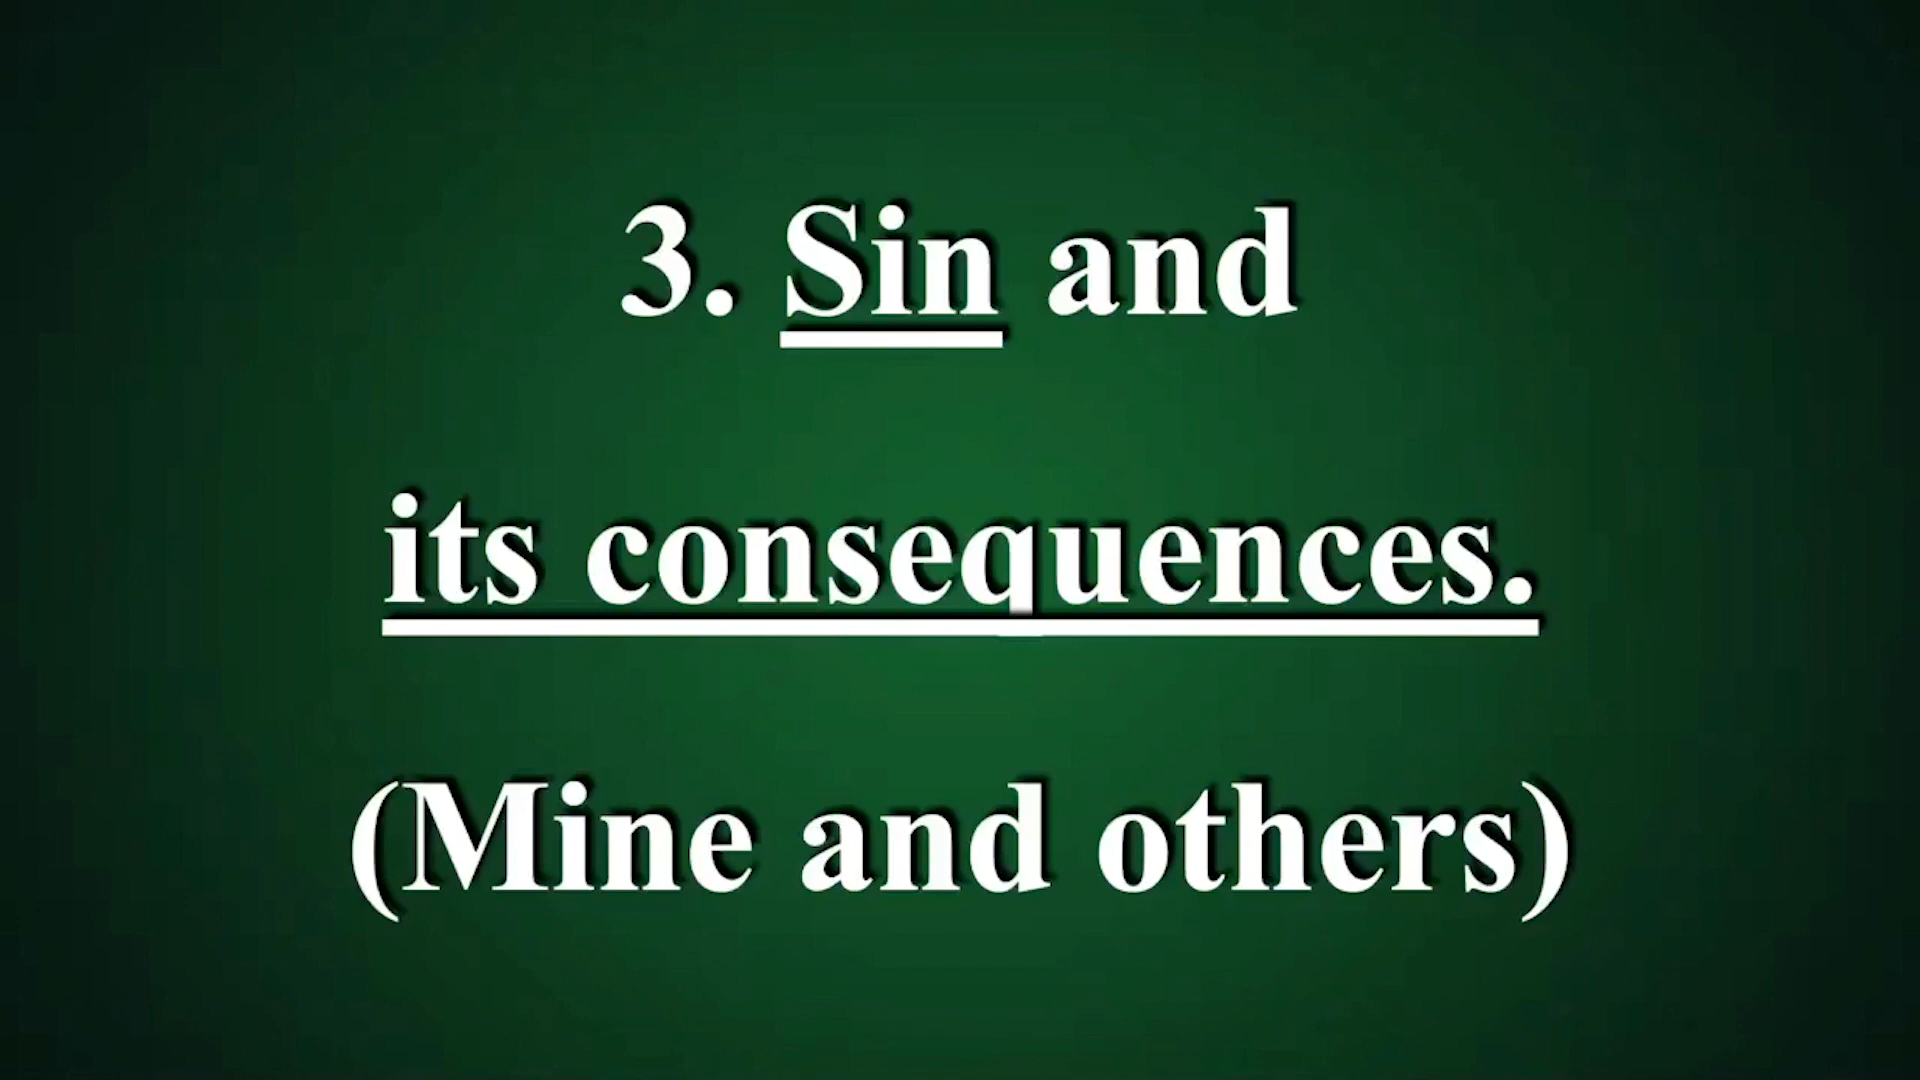 3. Sin and
its consequences.
(Mine and others)